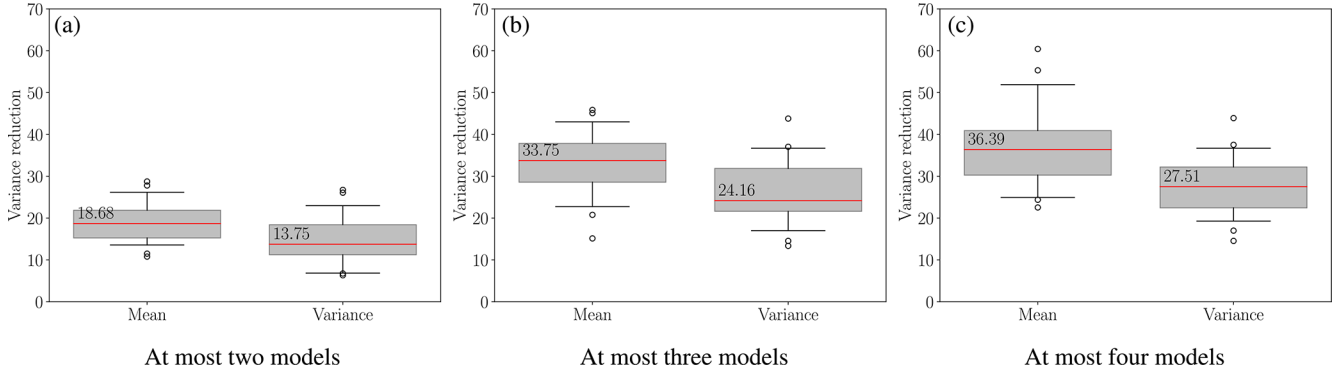 (a)
Variance reduction
70
60
50
40
30
20
10
0
18.68
13.75
Mean
Variance
At most two models
(b)
Variance reduction
70
60
50
40
30
20
10
0
33.75
24.16
Mean
Variance
At most three models
(c)
Variance reduction
70
60
50
40
30
20
10
0
36.39
27.51
Mean
Variance
At most four models